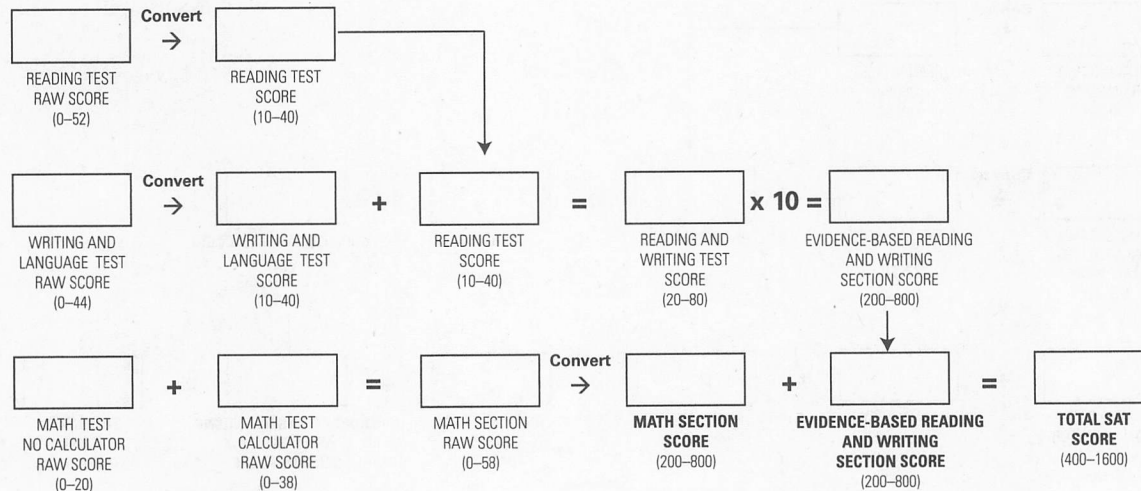 Convert
→
READING TEST
RAW SCORE
(0–52)
READING TEST
SCORE
(10–40)
Convert
→
+
=
x 10 =
WRITING AND
LANGUAGE TEST
RAW SCORE
(0–44)
WRITING AND
LANGUAGE TEST
SCORE
(10–40)
READING TEST
SCORE
(10–40)
READING AND
WRITING TEST
SCORE
(20–80)
EVIDENCE-BASED READING
AND WRITING
SECTION SCORE
(200–800)
+
=
Convert
→
+
=
MATH TEST
NO CALCULATOR
RAW SCORE
(0–20)
MATH TEST
CALCULATOR
RAW SCORE
(0–38)
MATH SECTION
RAW SCORE
(0–58)
MATH SECTION
SCORE
(200–800)
EVIDENCE-BASED READING
AND WRITING
SECTION SCORE
(200–800)
TOTAL SAT
SCORE
(400–1600)